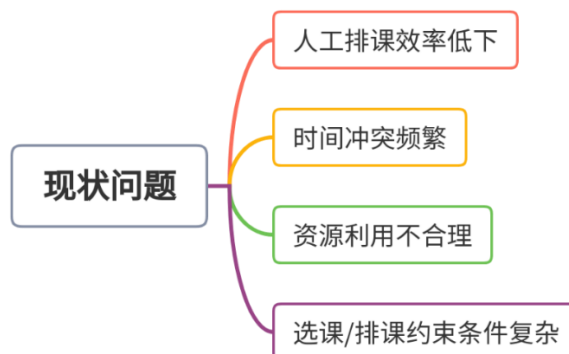 人工排课效率低下
时间冲突频繁
现状问题
资源利用不合理
选课/排课约束条件复杂